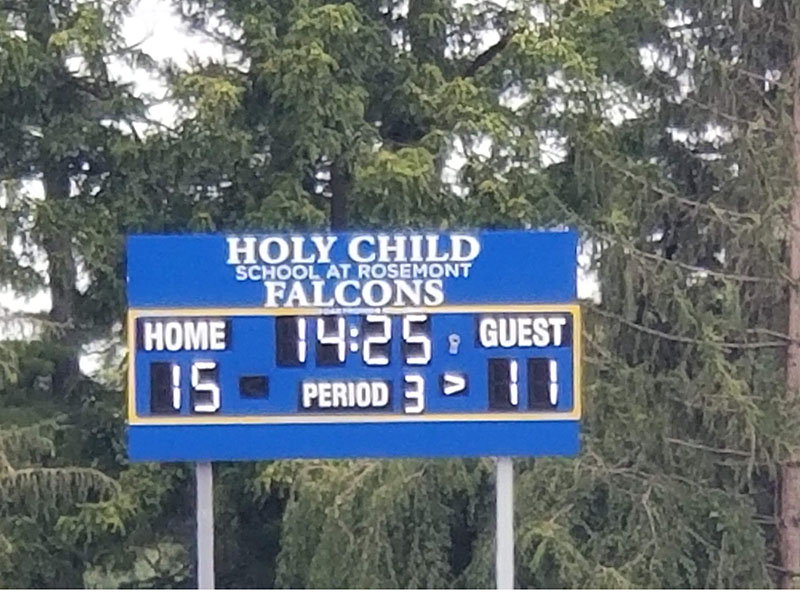 HOLY CHILD
SCHOOL AT ROSEMONT
FALCONS
HOME 14:25 GUEST
15 PERIOD 3 > 11